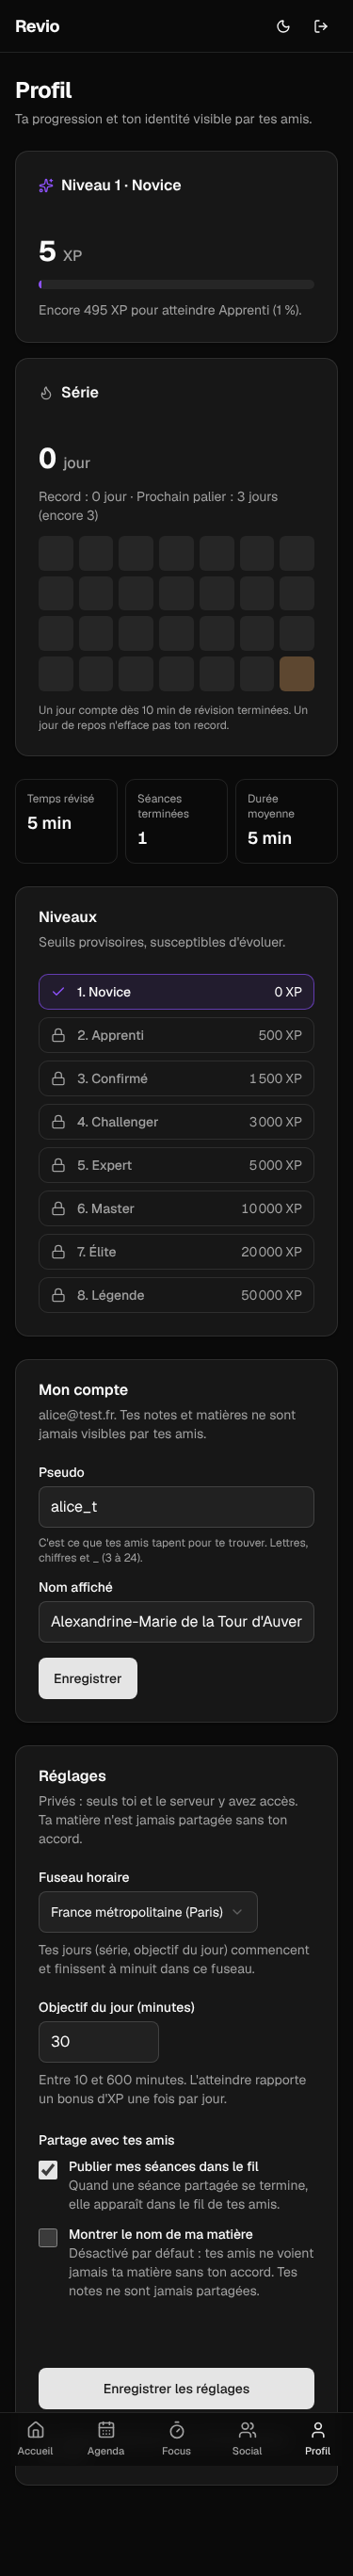 Revio
Profil
Ta progression et ton identité visible par tes amis.
Niveau 1 · Novice
5 XP
Encore 495 XP pour atteindre Apprenti (1 %).
Série
0 jour
Record : 0 jour · Prochain palier : 3 jours
(encore 3)
Un jour compte dès 10 min de révision terminées. Un
jour de repos n'efface pas ton record.
Temps révisé
5 min
Séances
terminées
1
Durée
moyenne
5 min
Niveaux
Seuils provisoires, susceptibles d'évoluer.
1. Novice 0 XP
2. Apprenti 500 XP
3. Confirmé 1 500 XP
4. Challenger 3 000 XP
5. Expert 5 000 XP
6. Master 10 000 XP
7. Élite 20 000 XP
8. Légende 50 000 XP
Mon compte
alice@test.fr. Tes notes et matières ne sont
jamais visibles par tes amis.
Pseudo
alice_t
C'est ce que tes amis tapent pour te trouver. Lettres,
chiffres et _ (3 à 24).
Nom affiché
Alexandrine-Marie de la Tour d'Auver
Enregistrer
Réglages
Privés : seuls toi et le serveur y avez accès.
Ta matière n'est jamais partagée sans ton
accord.
Fuseau horaire
France métropolitaine (Paris)
Tes jours (série, objectif du jour) commencent
et finissent à minuit dans ce fuseau.
Objectif du jour (minutes)
30
Entre 10 et 600 minutes. L'atteindre rapporte
un bonus d'XP une fois par jour.
Partage avec tes amis
Publier mes séances dans le fil
Quand une séance partagée se termine,
elle apparaît dans le fil de tes amis.
Montrer le nom de ma matière
Désactivé par défaut : tes amis ne voient
jamais ta matière sans ton accord. Tes
notes ne sont jamais partagées.
Enregistrer les réglages
Accueil
Agenda
Focus
Social
Profil